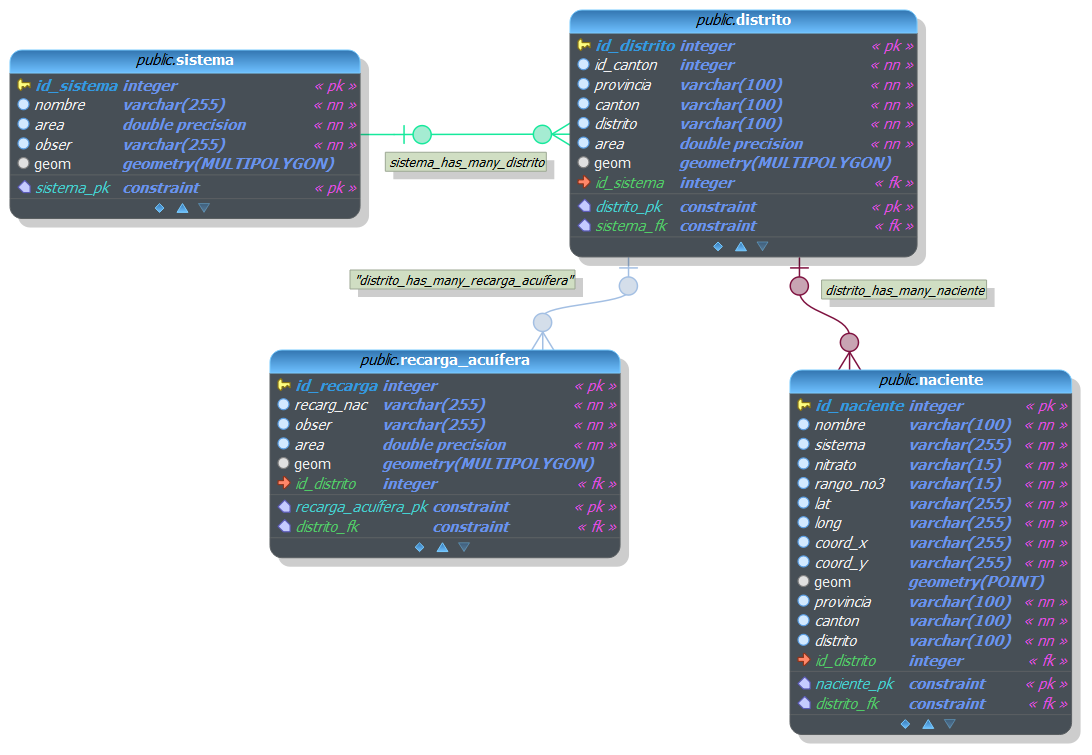 public.sistema
id_sistema integer « pk »
nombre varchar(255) « nn »
area double precision « nn »
obser varchar(255) « nn »
geom geometry(MULTIPOLYGON)
sistema_pk constraint « pk »
sistema_has_many_distrito
public.distrito
id_distrito integer « pk »
id_canton integer « nn »
provincia varchar(100) « nn »
canton varchar(100) « nn »
distrito varchar(100) « nn »
area double precision « nn »
geom geometry(MULTIPOLYGON)
id_sistema integer « fk »
distrito_pk constraint « pk »
sistema_fk constraint « fk »
"distrito_has_many_recarga_acuífera"
distrito_has_many_naciente
public.recarga_acuífera
id_recarga integer « pk »
recarg_nac varchar(255) « nn »
obser varchar(255) « nn »
area double precision « nn »
geom geometry(MULTIPOLYGON)
id_distrito integer « fk »
recarga_acuífera_pk constraint « pk »
distrito_fk constraint « fk »
public.naciente
id_naciente integer « pk »
nombre varchar(100) « nn »
sistema varchar(255) « nn »
nitrato varchar(15) « nn »
rango_no3 varchar(15) « nn »
lat varchar(255) « nn »
long varchar(255) « nn »
coord_x varchar(255) « nn »
coord_y varchar(255) « nn »
geom geometry(POINT)
provincia varchar(100) « nn »
canton varchar(100) « nn »
distrito varchar(100) « nn »
id_distrito integer « fk »
naciente_pk constraint « pk »
distrito_fk constraint « fk »